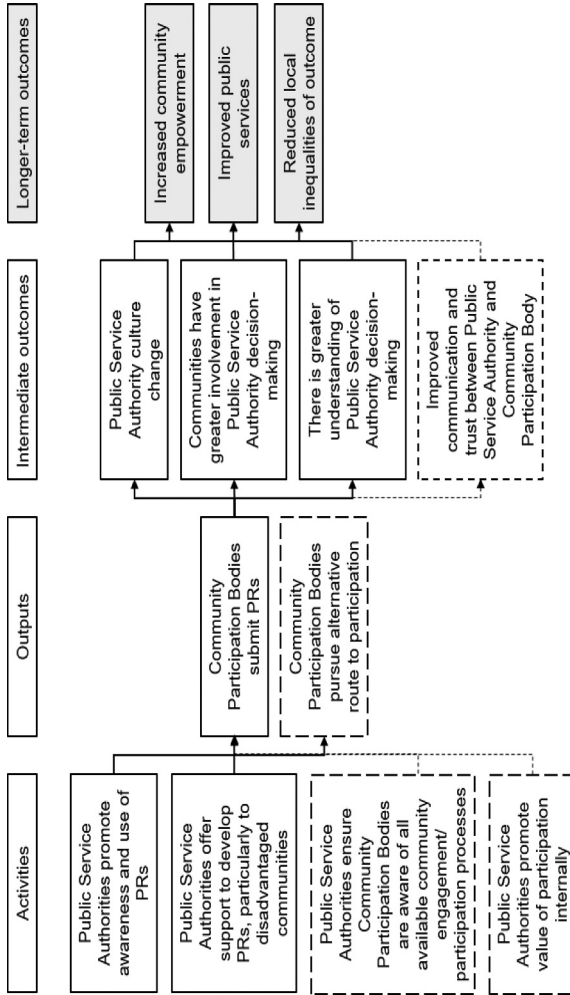 Activities
Public Service
Authorities promote
awareness and use of
PRs
Public Service
Authorities offer
support to develop
PRs, particularly to
disadvantaged
communities
Public Service
Authorities ensure
Community
Participation Bodies
are aware of all
available community
engagement/
participation processes
Public Service
Authorities promote
value of participation
internally
Outputs
Community
Participation Bodies
submit PRs
Community
Participation Bodies
pursue alternative
route to participation
Intermediate outcomes
Public Service
Authority culture
change
Communities have
greater involvement in
Public Service
Authority decision-
making
There is greater
understanding of
Public Service
Authority decision-
making
Improved
communication and
trust between Public
Service Authority and
Community
Participation Body
Longer-term outcomes
Increased community
empowerment
Improved public
services
Reduced local
inequalities of outcome